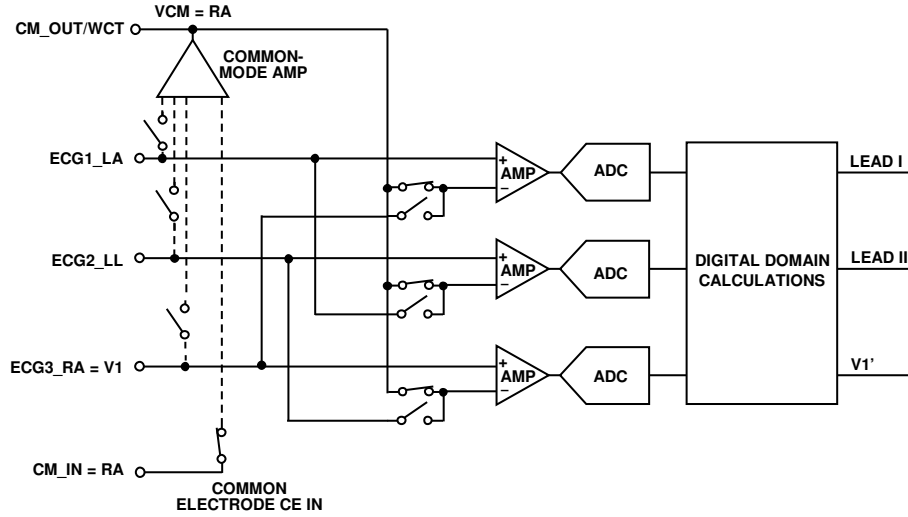 VCM = RA
CM_OUT/WCT
COMMON-
MODE AMP
ECG1_LA
+
AMP
–
ADC
LEAD I
ECG2_LL
+
AMP
–
ADC
DIGITAL DOMAIN
CALCULATIONS
LEAD II
ECG3_RA = V1
+
AMP
–
ADC
V1’
CM_IN = RA
COMMON
ELECTRODE CE IN